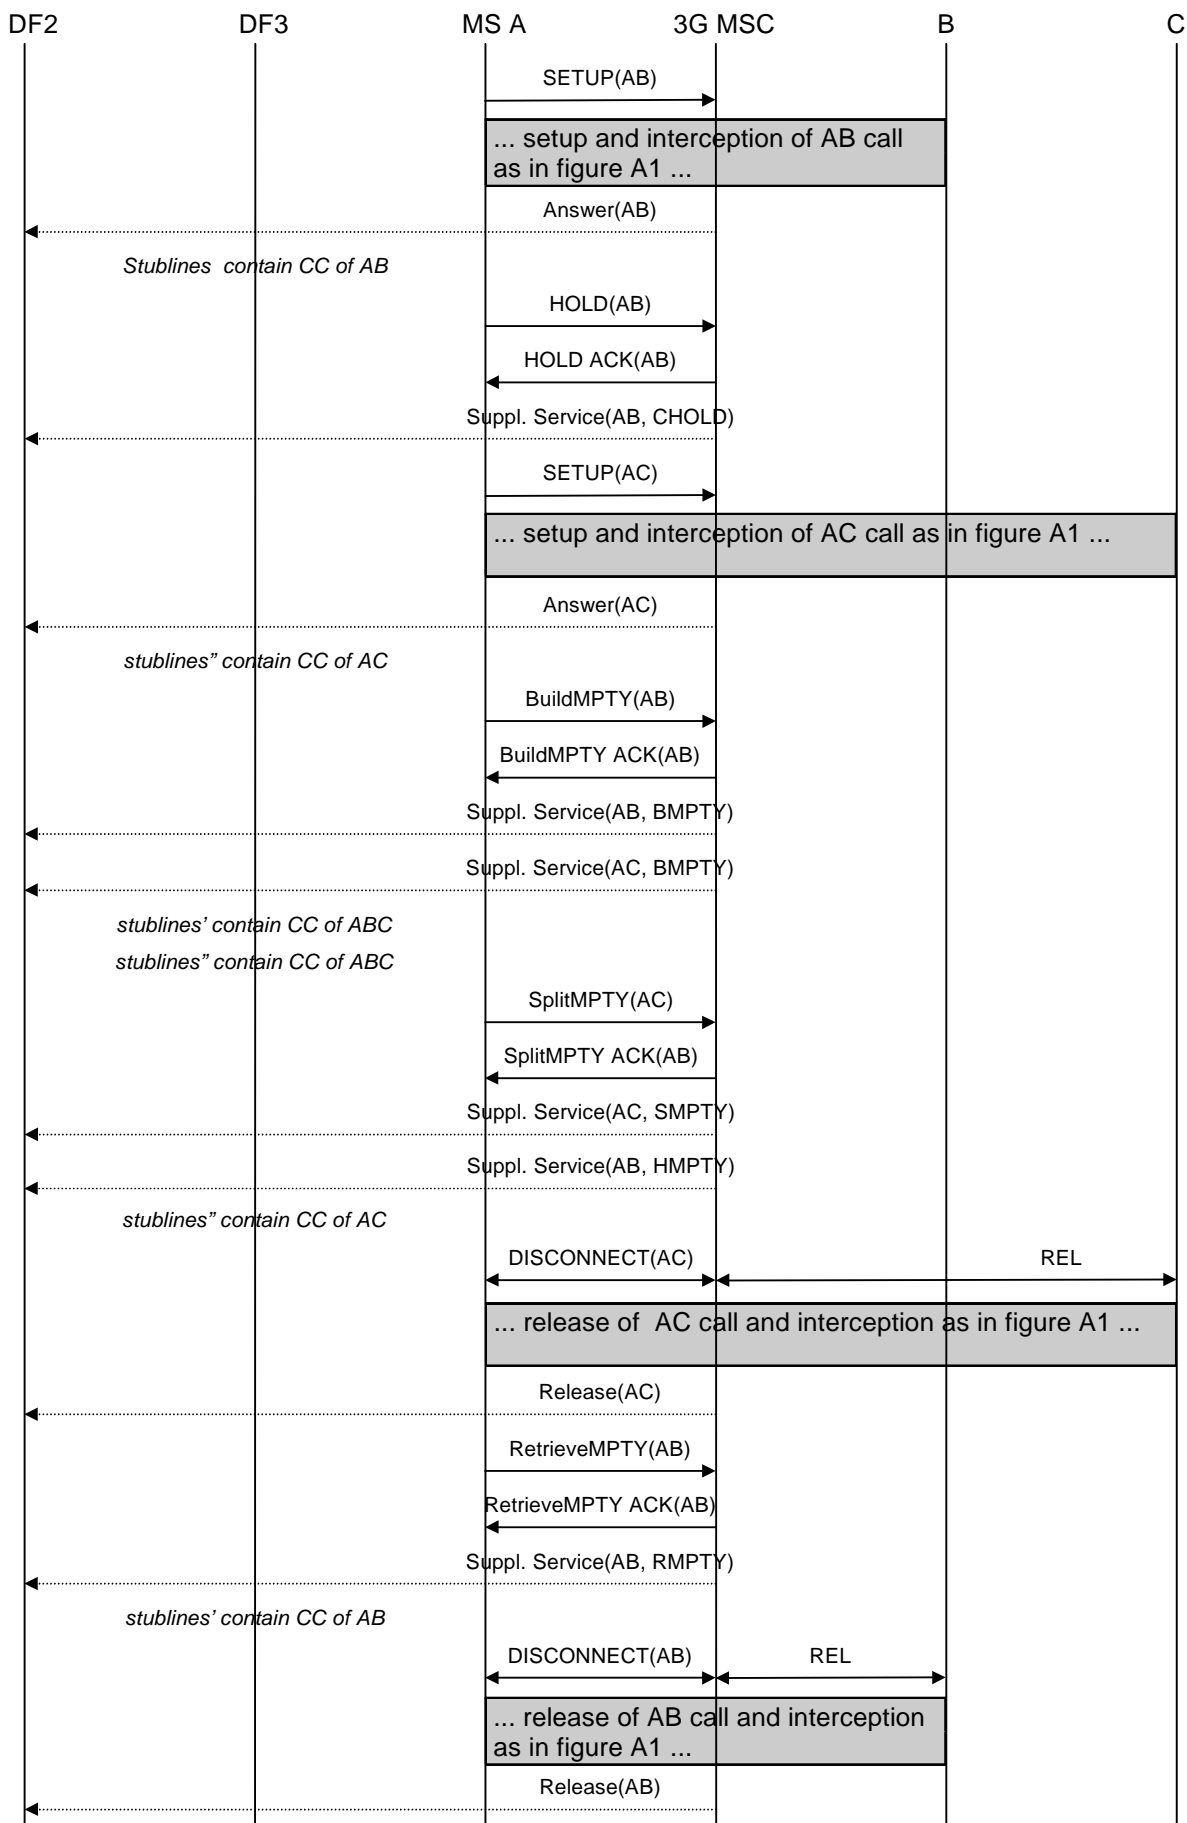 DF2 DF3 MS A 3G MSC B C
SETUP(AB)
... setup and interception of AB call
as in figure A1 ...
Answer(AB)
Stublines contain CC of AB
HOLD(AB)
HOLD ACK(AB)
Suppl. Service(AB, CHOLD)
SETUP(AC)
... setup and interception of AC call as in figure A1 ...
Answer(AC)
stublines” contain CC of AC
BuildMPTY(AB)
BuildMPTY ACK(AB)
Suppl. Service(AB, BMPTY)
Suppl. Service(AC, BMPTY)
stublines’ contain CC of ABC
stublines” contain CC of ABC
SplitMPTY(AC)
SplitMPTY ACK(AB)
Suppl. Service(AC, SMPTY)
Suppl. Service(AB, HMPTY)
stublines” contain CC of AC
DISCONNECT(AC) REL
... release of AC call and interception as in figure A1 ...
Release(AC)
RetrieveMPTY(AB)
RetrieveMPTY ACK(AB)
Suppl. Service(AB, RMPTY)
stublines’ contain CC of AB
DISCONNECT(AB) REL
... release of AB call and interception
as in figure A1 ...
Release(AB)